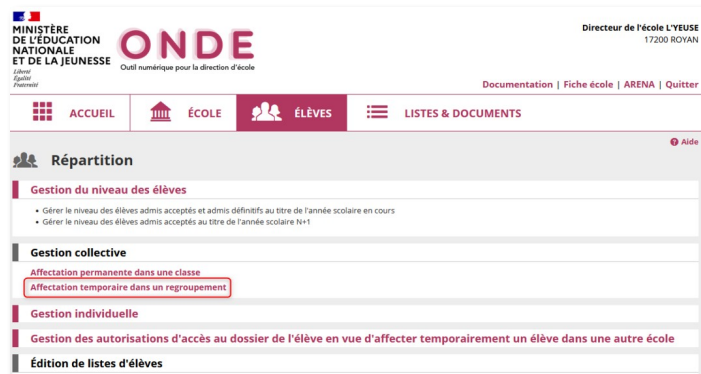 MINISTÈRE
DE L'ÉDUCATION
NATIONALE
ET DE LA JEUNESSE
Liberté
Égalité
Fraternité
ONDE
Outil numérique pour la direction d'école
Directeur de l'école L'YEUSE
17200 ROYAN
Documentation | Fiche école | ARENA | Quitter
ACCUEIL ÉCOLE ÉLÈVES LISTES & DOCUMENTS
Aide
Répartition
Gestion du niveau des élèves
• Gérer le niveau des élèves admis acceptés et admis définitifs au titre de l'année scolaire en cours
• Gérer le niveau des élèves admis acceptés au titre de l'année scolaire N+1
Gestion collective
Affectation permanente dans une classe
Affectation temporaire dans un regroupement
Gestion individuelle
Gestion des autorisations d'accès au dossier de l'élève en vue d'affecter temporairement un élève dans une autre école
Édition de listes d'élèves